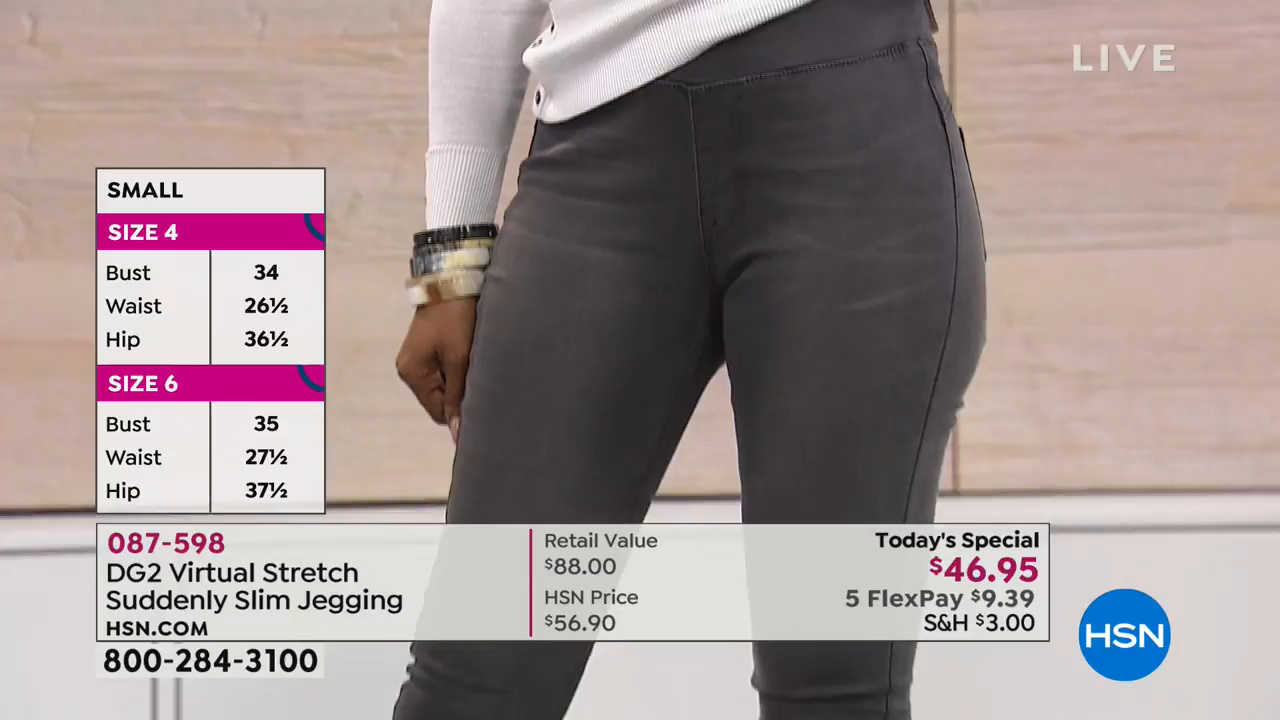 LIVE
SMALL
SIZE 4
Bust 34
Waist 26½
Hip 36½
SIZE 6
Bust 35
Waist 27½
Hip 37½
087-598
DG2 Virtual Stretch
Suddenly Slim Jegging
HSN.COM
800-284-3100
Retail Value
$88.00
HSN Price
$56.90
Today's Special
$46.95
5 FlexPay $9.39
S&H $3.00
HSN